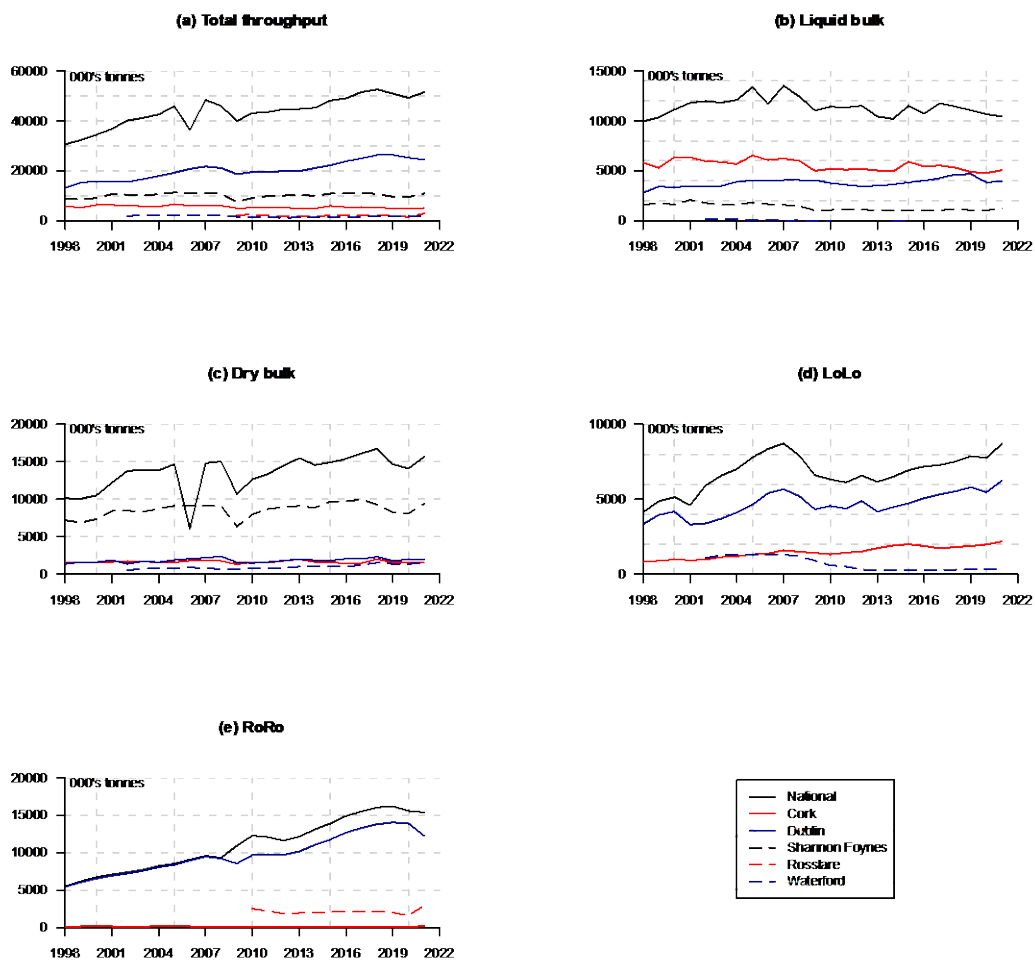 (a) Total throughput
000's tonnes
60000
40000
20000
0
1998 2001 2004 2007 2010 2013 2016 2019 2022
(b) Liquid bulk
000's tonnes
15000
10000
5000
0
1998 2001 2004 2007 2010 2013 2016 2019 2022
(c) Dry bulk
000's tonnes
20000
15000
10000
5000
0
1998 2001 2004 2007 2010 2013 2016 2019 2022
(d) LoLo
000's tonnes
10000
5000
0
1998 2001 2004 2007 2010 2013 2016 2019 2022
(e) RoRo
000's tonnes
20000
15000
10000
5000
0
1998 2001 2004 2007 2010 2013 2016 2019 2022
National
Cork
Dublin
Shannon Foynes
Rosslare
Waterford